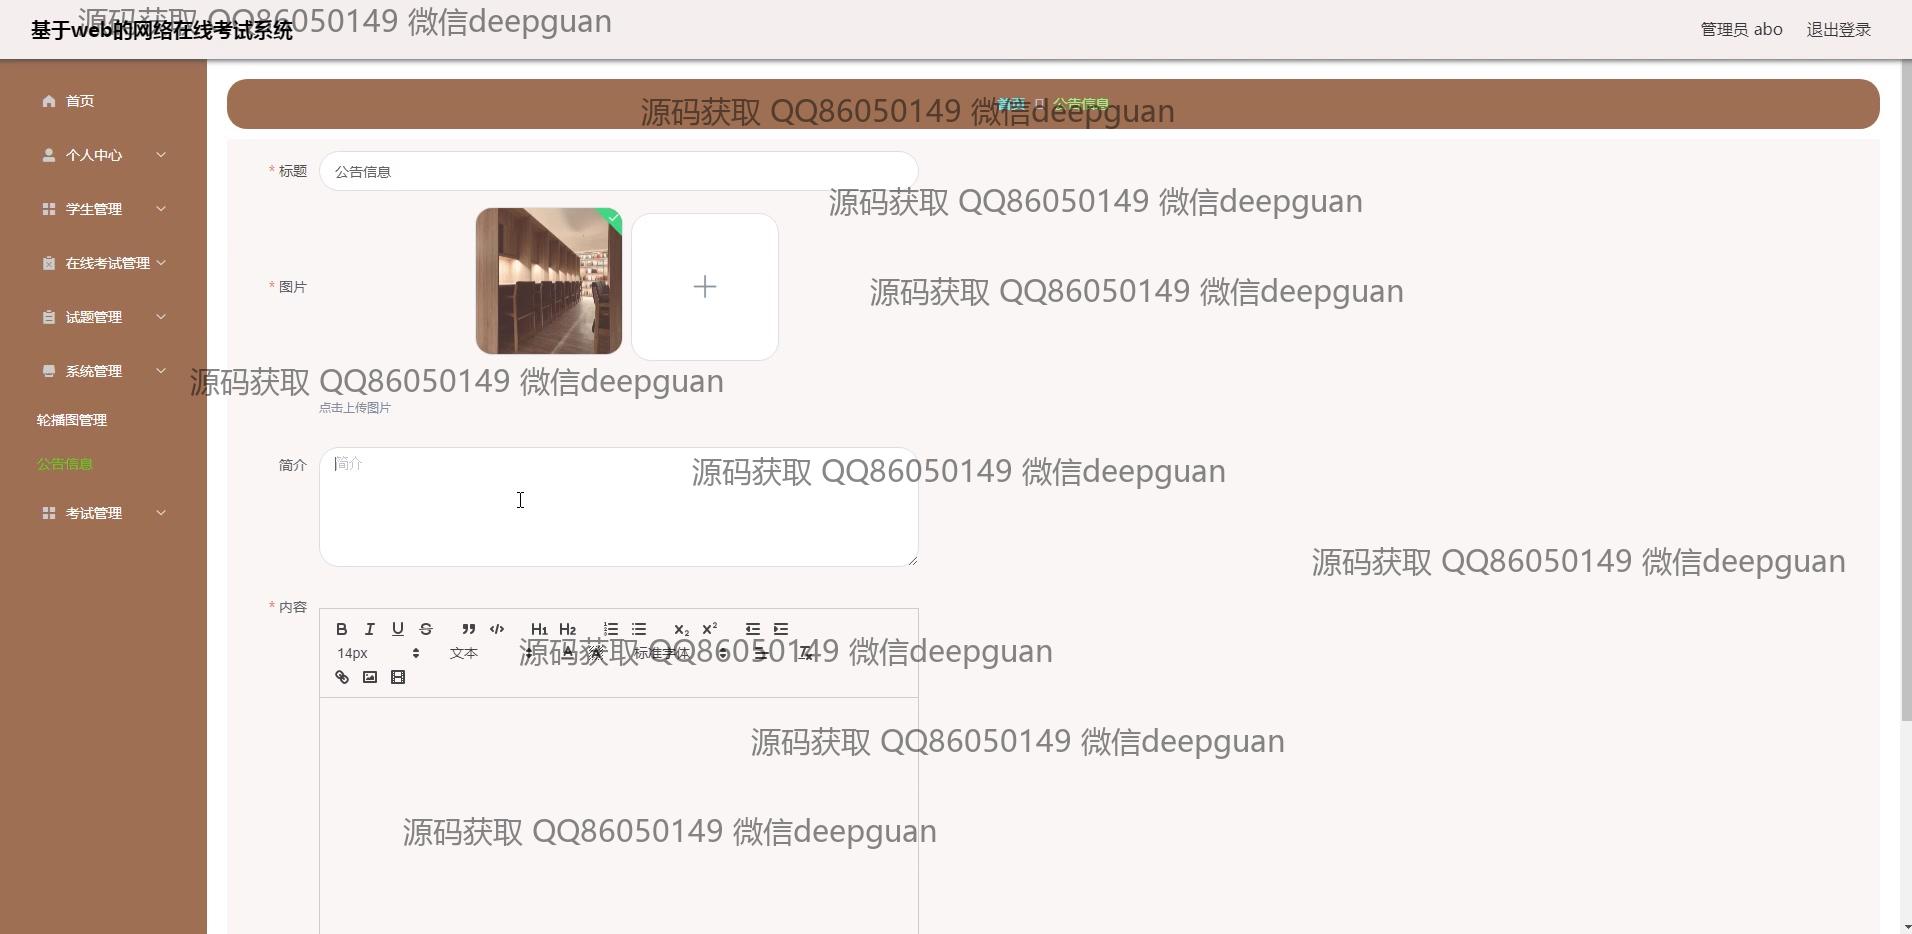 源码获取 QQ86050149 微信deepguan
基于web的网络在线考试系统
管理员 abo
退出登录
首页
公告信息
源码获取 QQ86050149 微信deepguan
首页
个人中心
学生管理
在线考试管理
试题管理
系统管理
轮播图管理
公告信息
考试管理
* 标题
公告信息
源码获取 QQ86050149 微信deepguan
* 图片
源码获取 QQ86050149 微信deepguan
源码获取 QQ86050149 微信deepguan
点击上传图片
简介
简介
源码获取 QQ86050149 微信deepguan
源码获取 QQ86050149 微信deepguan
* 内容
B I U S H1 H2 X2 X2
14px
文本
标准字体
源码获取 QQ86050149 微信deepguan
源码获取 QQ86050149 微信deepguan
源码获取 QQ86050149 微信deepguan